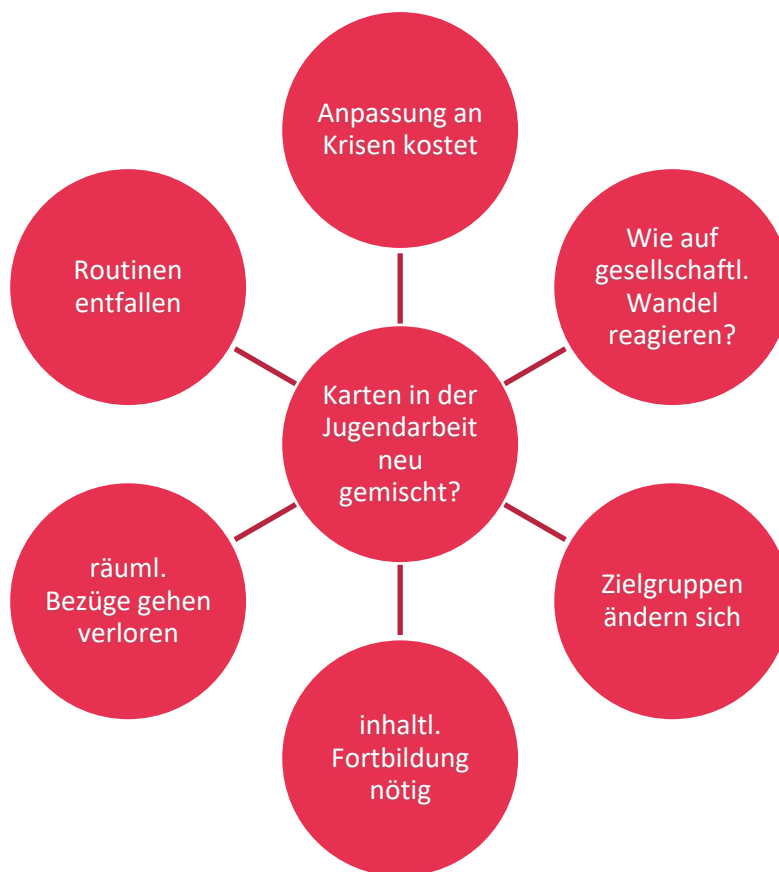 Anpassung an
Krisen kostet
Wie auf
gesellschaftl.
Wandel
reagieren?
Routinen
entfallen
Karten in der
Jugendarbeit
neu
gemischt?
räuml.
Bezüge gehen
verloren
Zielgruppen
ändern sich
inhaltl.
Fortbildung
nötig